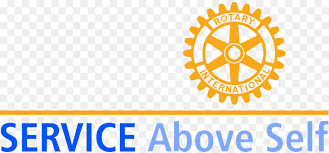 ROTARY
INTERNATIONAL
SERVICE Above Self